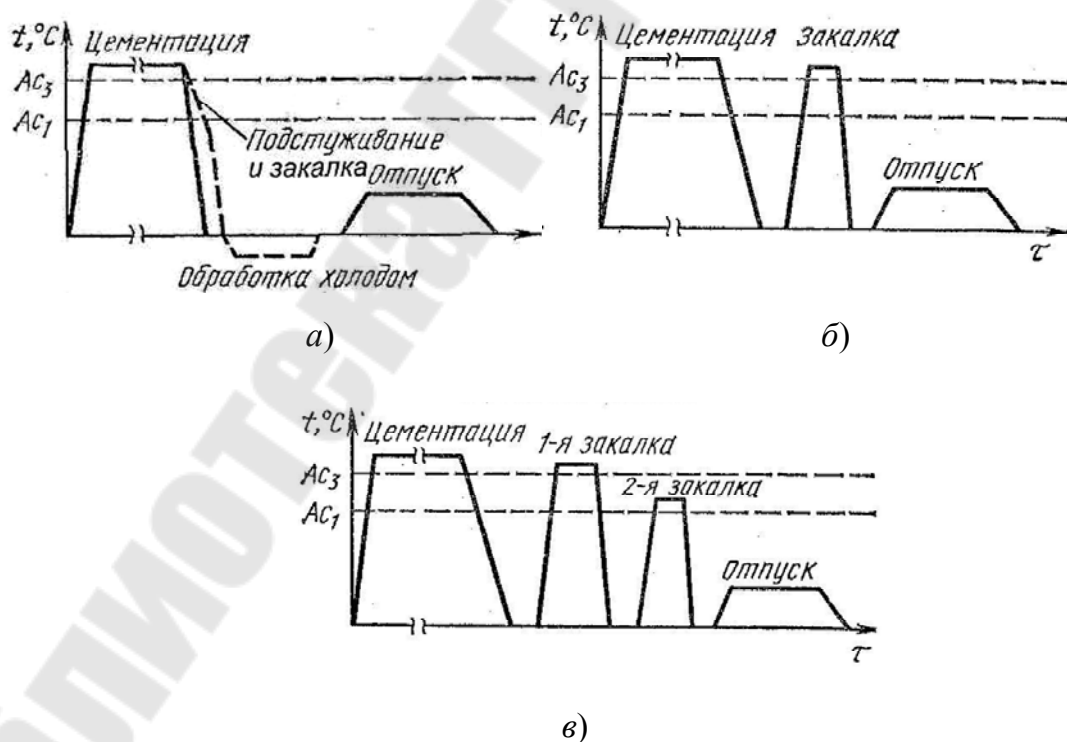 t,°C
Цементация
Ac3
Ac1
Подстуживание
и закалка
Отпуск
Обработка холодом
а)
t,°C
Цементация
Закалка
Ac3
Ac1
Отпуск
τ
б)
t,°C
Цементация
1-я закалка
Ac3
2-я закалка
Ac1
Отпуск
τ
в)